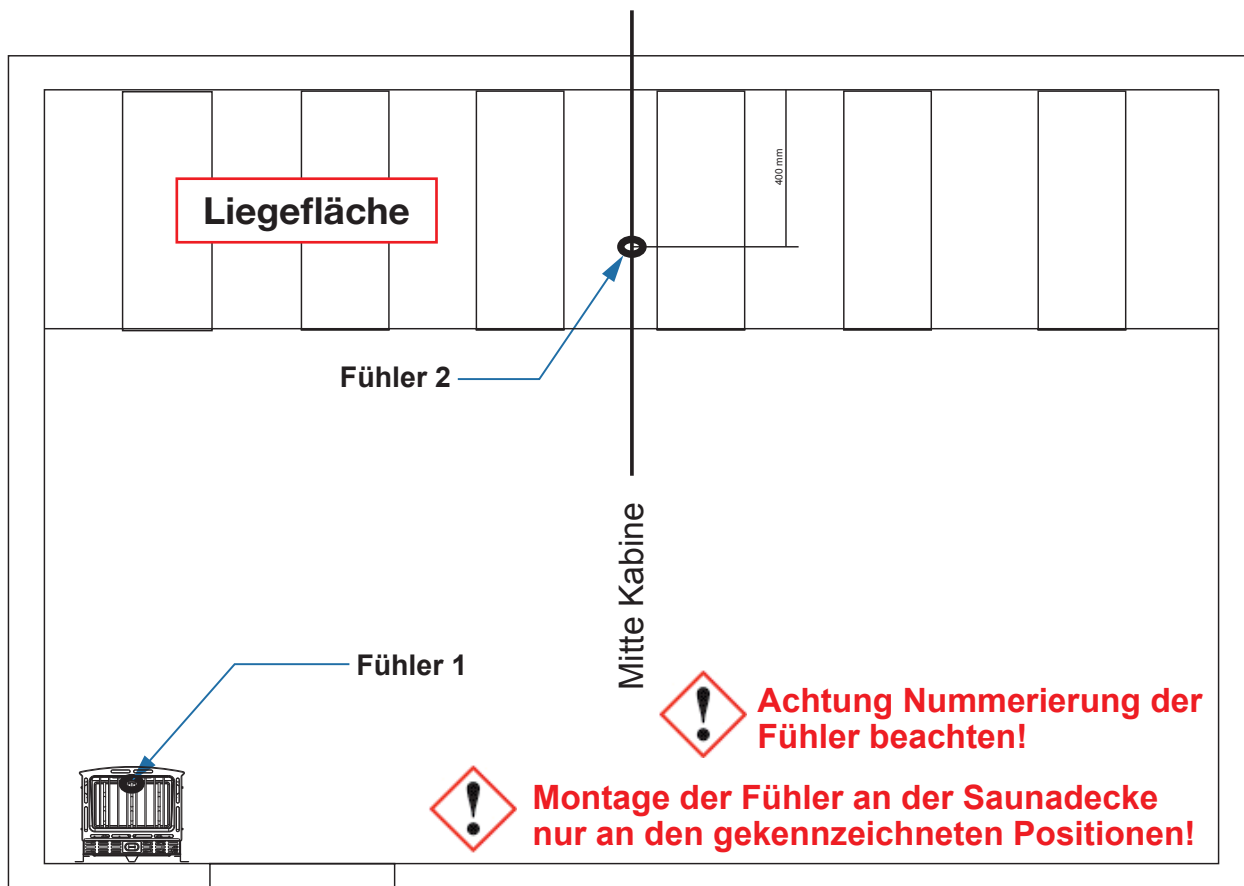 400 mm
Liegefläche
Fühler 2
Mitte Kabine
Fühler 1
Achtung Nummerierung der
Fühler beachten!
Montage der Fühler an der Saunadecke
nur an den gekennzeichneten Positionen!